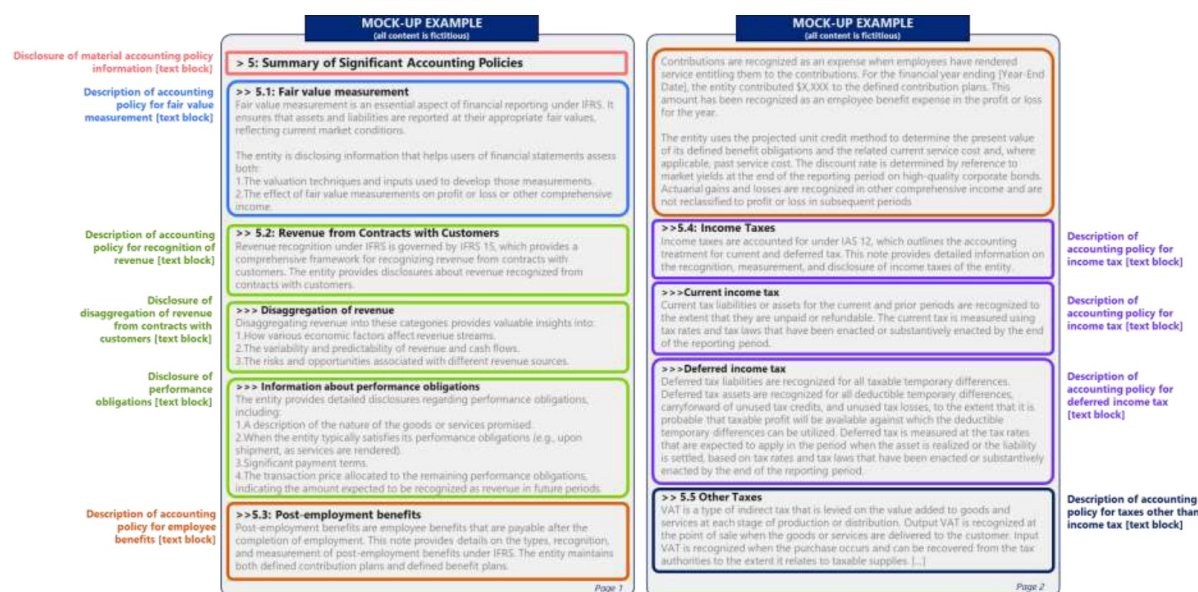 MOCK-UP EXAMPLE
(all content is fictitious)
Disclosure of material accounting policy
information [text block]
> 5: Summary of Significant Accounting Policies
Description of accounting
policy for fair value
measurement [text block]
>> 5.1: Fair value measurement
Fair value measurement is an essential aspect of financial reporting under IFRS. It
ensures that assets and liabilities are reported at their appropriate fair values,
reflecting current market conditions.
The entity is disclosing information that helps users of financial statements assess
both:
1.The valuation techniques and inputs used to develop those measurements.
2.The effect of fair value measurements on profit or loss or other comprehensive
income.
Description of accounting
policy for recognition of
revenue [text block]
>> 5.2: Revenue from Contracts with Customers
Revenue recognition under IFRS is governed by IFRS 15, which provides a
comprehensive framework for recognizing revenue from contracts with
customers. The entity provides disclosures about revenue recognized from
contracts with customers.
Disclosure of
disaggregation of revenue
from contracts with
customers [text block]
>>> Disaggregation of revenue
Disaggregating revenue into these categories provides valuable insights into:
1.How various economic factors affect revenue streams.
2.The variability and predictability of revenue and cash flows.
3.The risks and opportunities associated with different revenue sources.
Disclosure of
performance
obligations [text block]
>>> Information about performance obligations
The entity provides detailed disclosures regarding performance obligations,
including:
1.A description of the nature of the goods or services promised.
2.When the entity typically satisfies its performance obligations (e.g., upon
shipment, as services are rendered).
3.Significant payment terms.
4.The transaction price allocated to the remaining performance obligations,
indicating the amount expected to be recognized as revenue in future periods.
Description of accounting
policy for employee
benefits [text block]
>>5.3: Post-employment benefits
Post-employment benefits are employee benefits that are payable after the
completion of employment. This note provides details on the types, recognition,
and measurement of post-employment benefits under IFRS. The entity maintains
both defined contribution plans and defined benefit plans.
Page 1
MOCK-UP EXAMPLE
(all content is fictitious)
Contributions are recognized as an expense when employees have rendered
service entitling them to the contributions. For the financial year ending [Year-End
Date], the entity contributed $X,XXX to the defined contribution plans. This
amount has been recognized as an employee benefit expense in the profit or loss
for the year.
The entity uses the projected unit credit method to determine the present value
of its defined benefit obligations and the related current service cost and, where
applicable, past service cost. The discount rate is determined by reference to
market yields at the end of the reporting period on high-quality corporate bonds.
Actuarial gains and losses are recognized in other comprehensive income and are
not reclassified to profit or loss in subsequent periods
>>5.4: Income Taxes
Income taxes are accounted for under IAS 12, which outlines the accounting
treatment for current and deferred tax. This note provides detailed information on
the recognition, measurement, and disclosure of income taxes of the entity.
Description of
accounting policy for
income tax [text block]
>>>Current income tax
Current tax liabilities or assets for the current and prior periods are recognized to
the extent that they are unpaid or refundable. The current tax is measured using
tax rates and tax laws that have been enacted or substantively enacted by the end
of the reporting period.
Description of
accounting policy for
income tax [text block]
>>>Deferred income tax
Deferred tax liabilities are recognized for all taxable temporary differences.
Deferred tax assets are recognized for all deductible temporary differences,
carryforward of unused tax credits, and unused tax losses, to the extent that it is
probable that taxable profit will be available against which the deductible
temporary differences can be utilized. Deferred tax is measured at the tax rates
that are expected to apply in the period when the asset is realized or the liability
is settled, based on tax rates and tax laws that have been enacted or substantively
enacted by the end of the reporting period.
Description of
accounting policy for
deferred income tax
[text block]
>> 5.5 Other Taxes
VAT is a type of indirect tax that is levied on the value added to goods and
services at each stage of production or distribution. Output VAT is recognized at
the point of sale when the goods or services are delivered to the customer. Input
VAT is recognized when the purchase occurs and can be recovered from the tax
authorities to the extent it relates to taxable supplies. [...]
Description of accounting
policy for taxes other than
income tax [text block]
Page 2